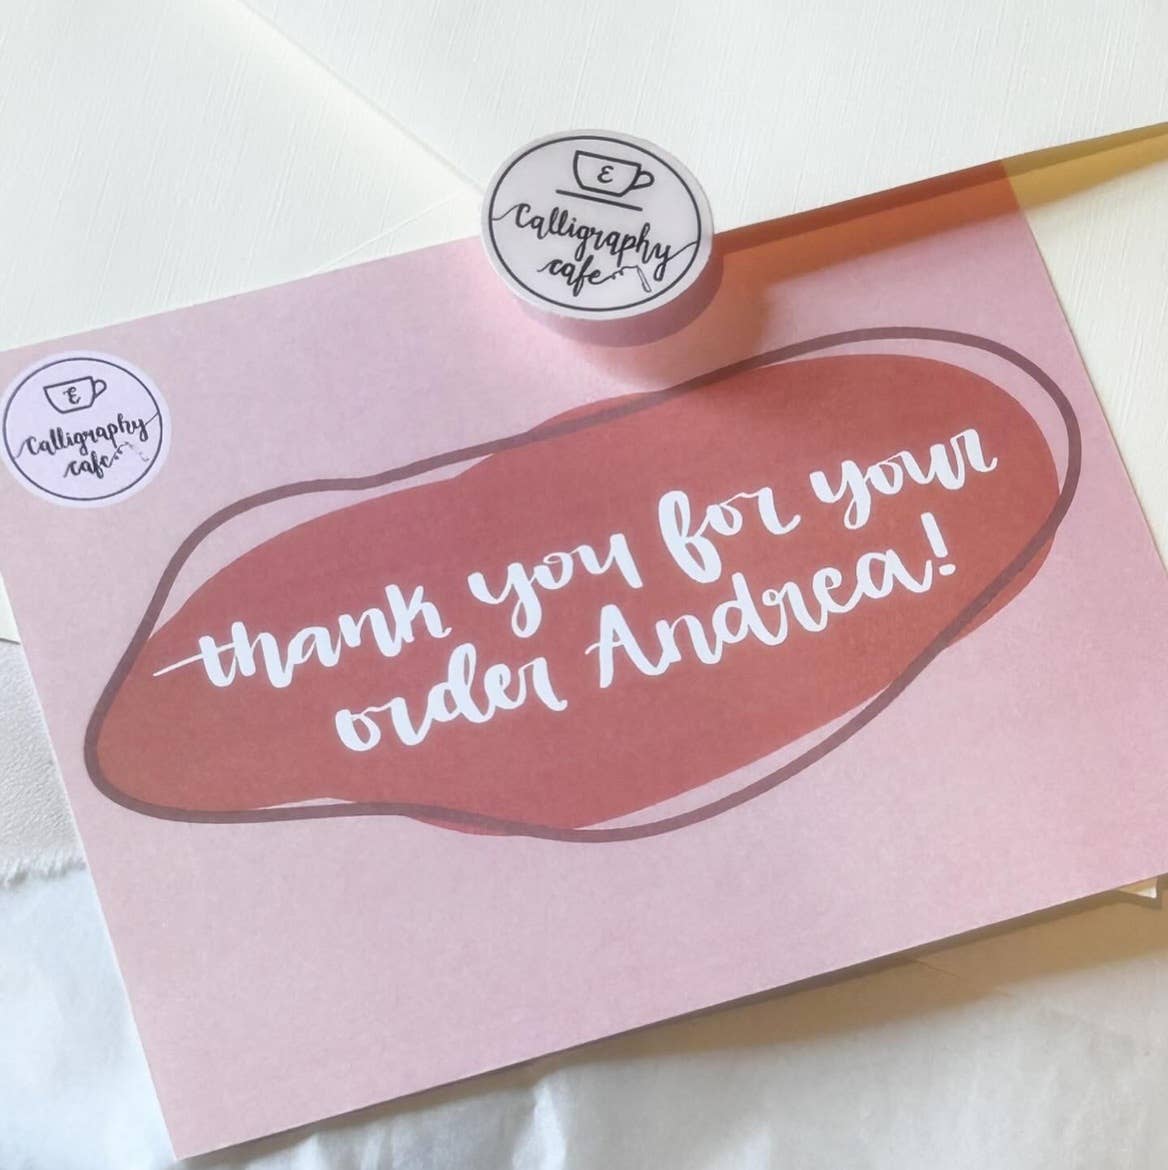 E
Calligraphy
cafe
E
Calligraphy
cafe
thank you for your
order Andrea!